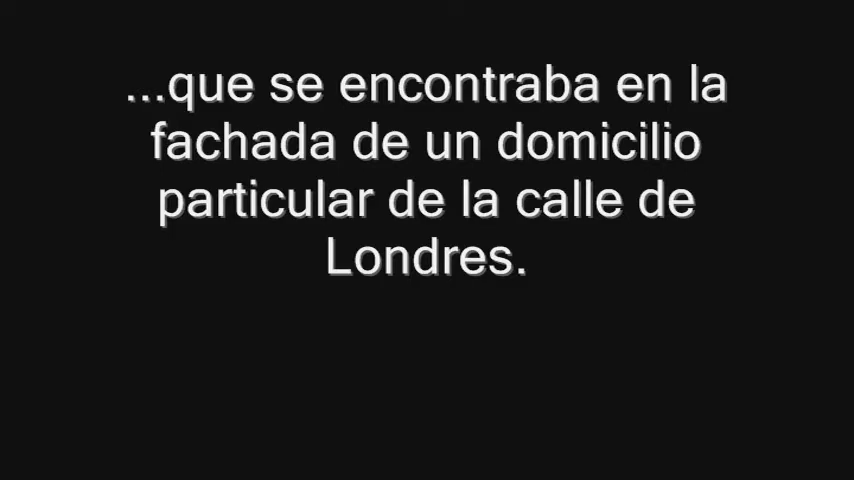 ...que se encontraba en la
fachada de un domicilio
particular de la calle de
Londres.